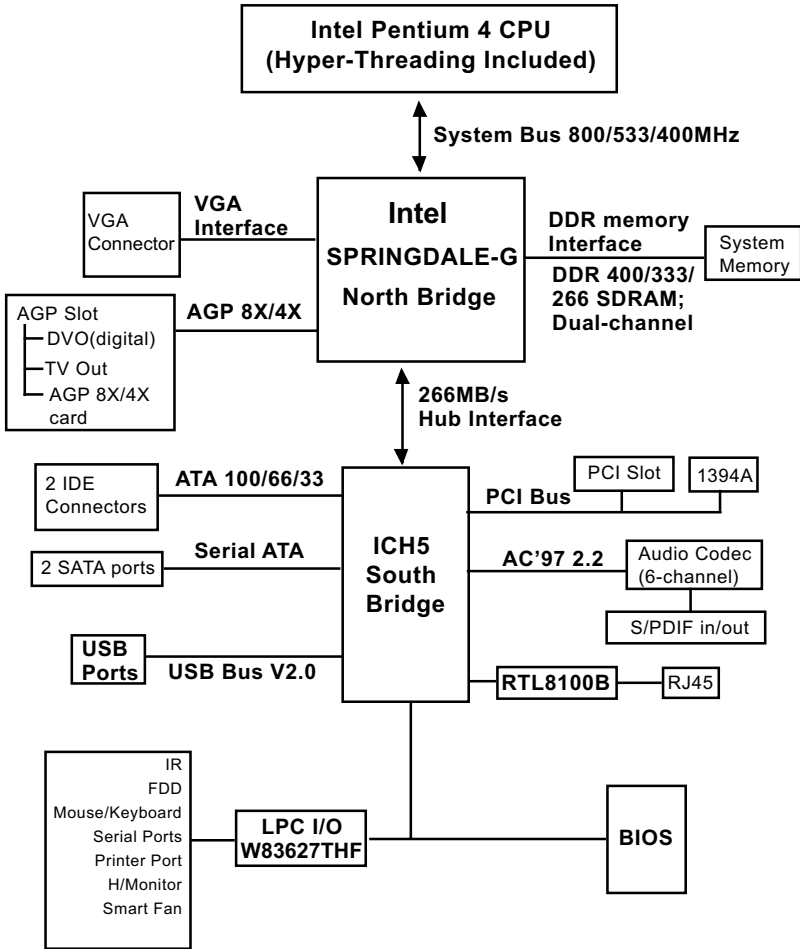 Intel Pentium 4 CPU
(Hyper-Threading Included)
System Bus 800/533/400MHz
VGA
Connector
VGA
Interface
Intel
SPRINGDALE-G
North Bridge
DDR memory
Interface
DDR 400/333/
266 SDRAM;
Dual-channel
System
Memory
AGP Slot
DVO(digital)
TV Out
AGP 8X/4X
card
AGP 8X/4X
266MB/s
Hub Interface
2 IDE
Connectors
ATA 100/66/33
2 SATA ports
Serial ATA
USB
Ports
USB Bus V2.0
ICH5
South
Bridge
PCI Bus
PCI Slot
1394A
AC’97 2.2
Audio Codec
(6-channel)
S/PDIF in/out
RTL8100B
RJ45
IR
FDD
Mouse/Keyboard
Serial Ports
Printer Port
H/Monitor
Smart Fan
LPC I/O
W83627THF
BIOS